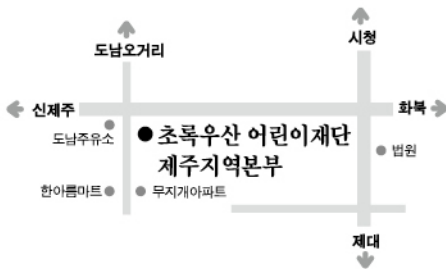 시청
도남오거리
신제주
화북
도남주유소
초록우산 어린이재단
제주지역본부
법원
한아름마트
무지개아파트
제대